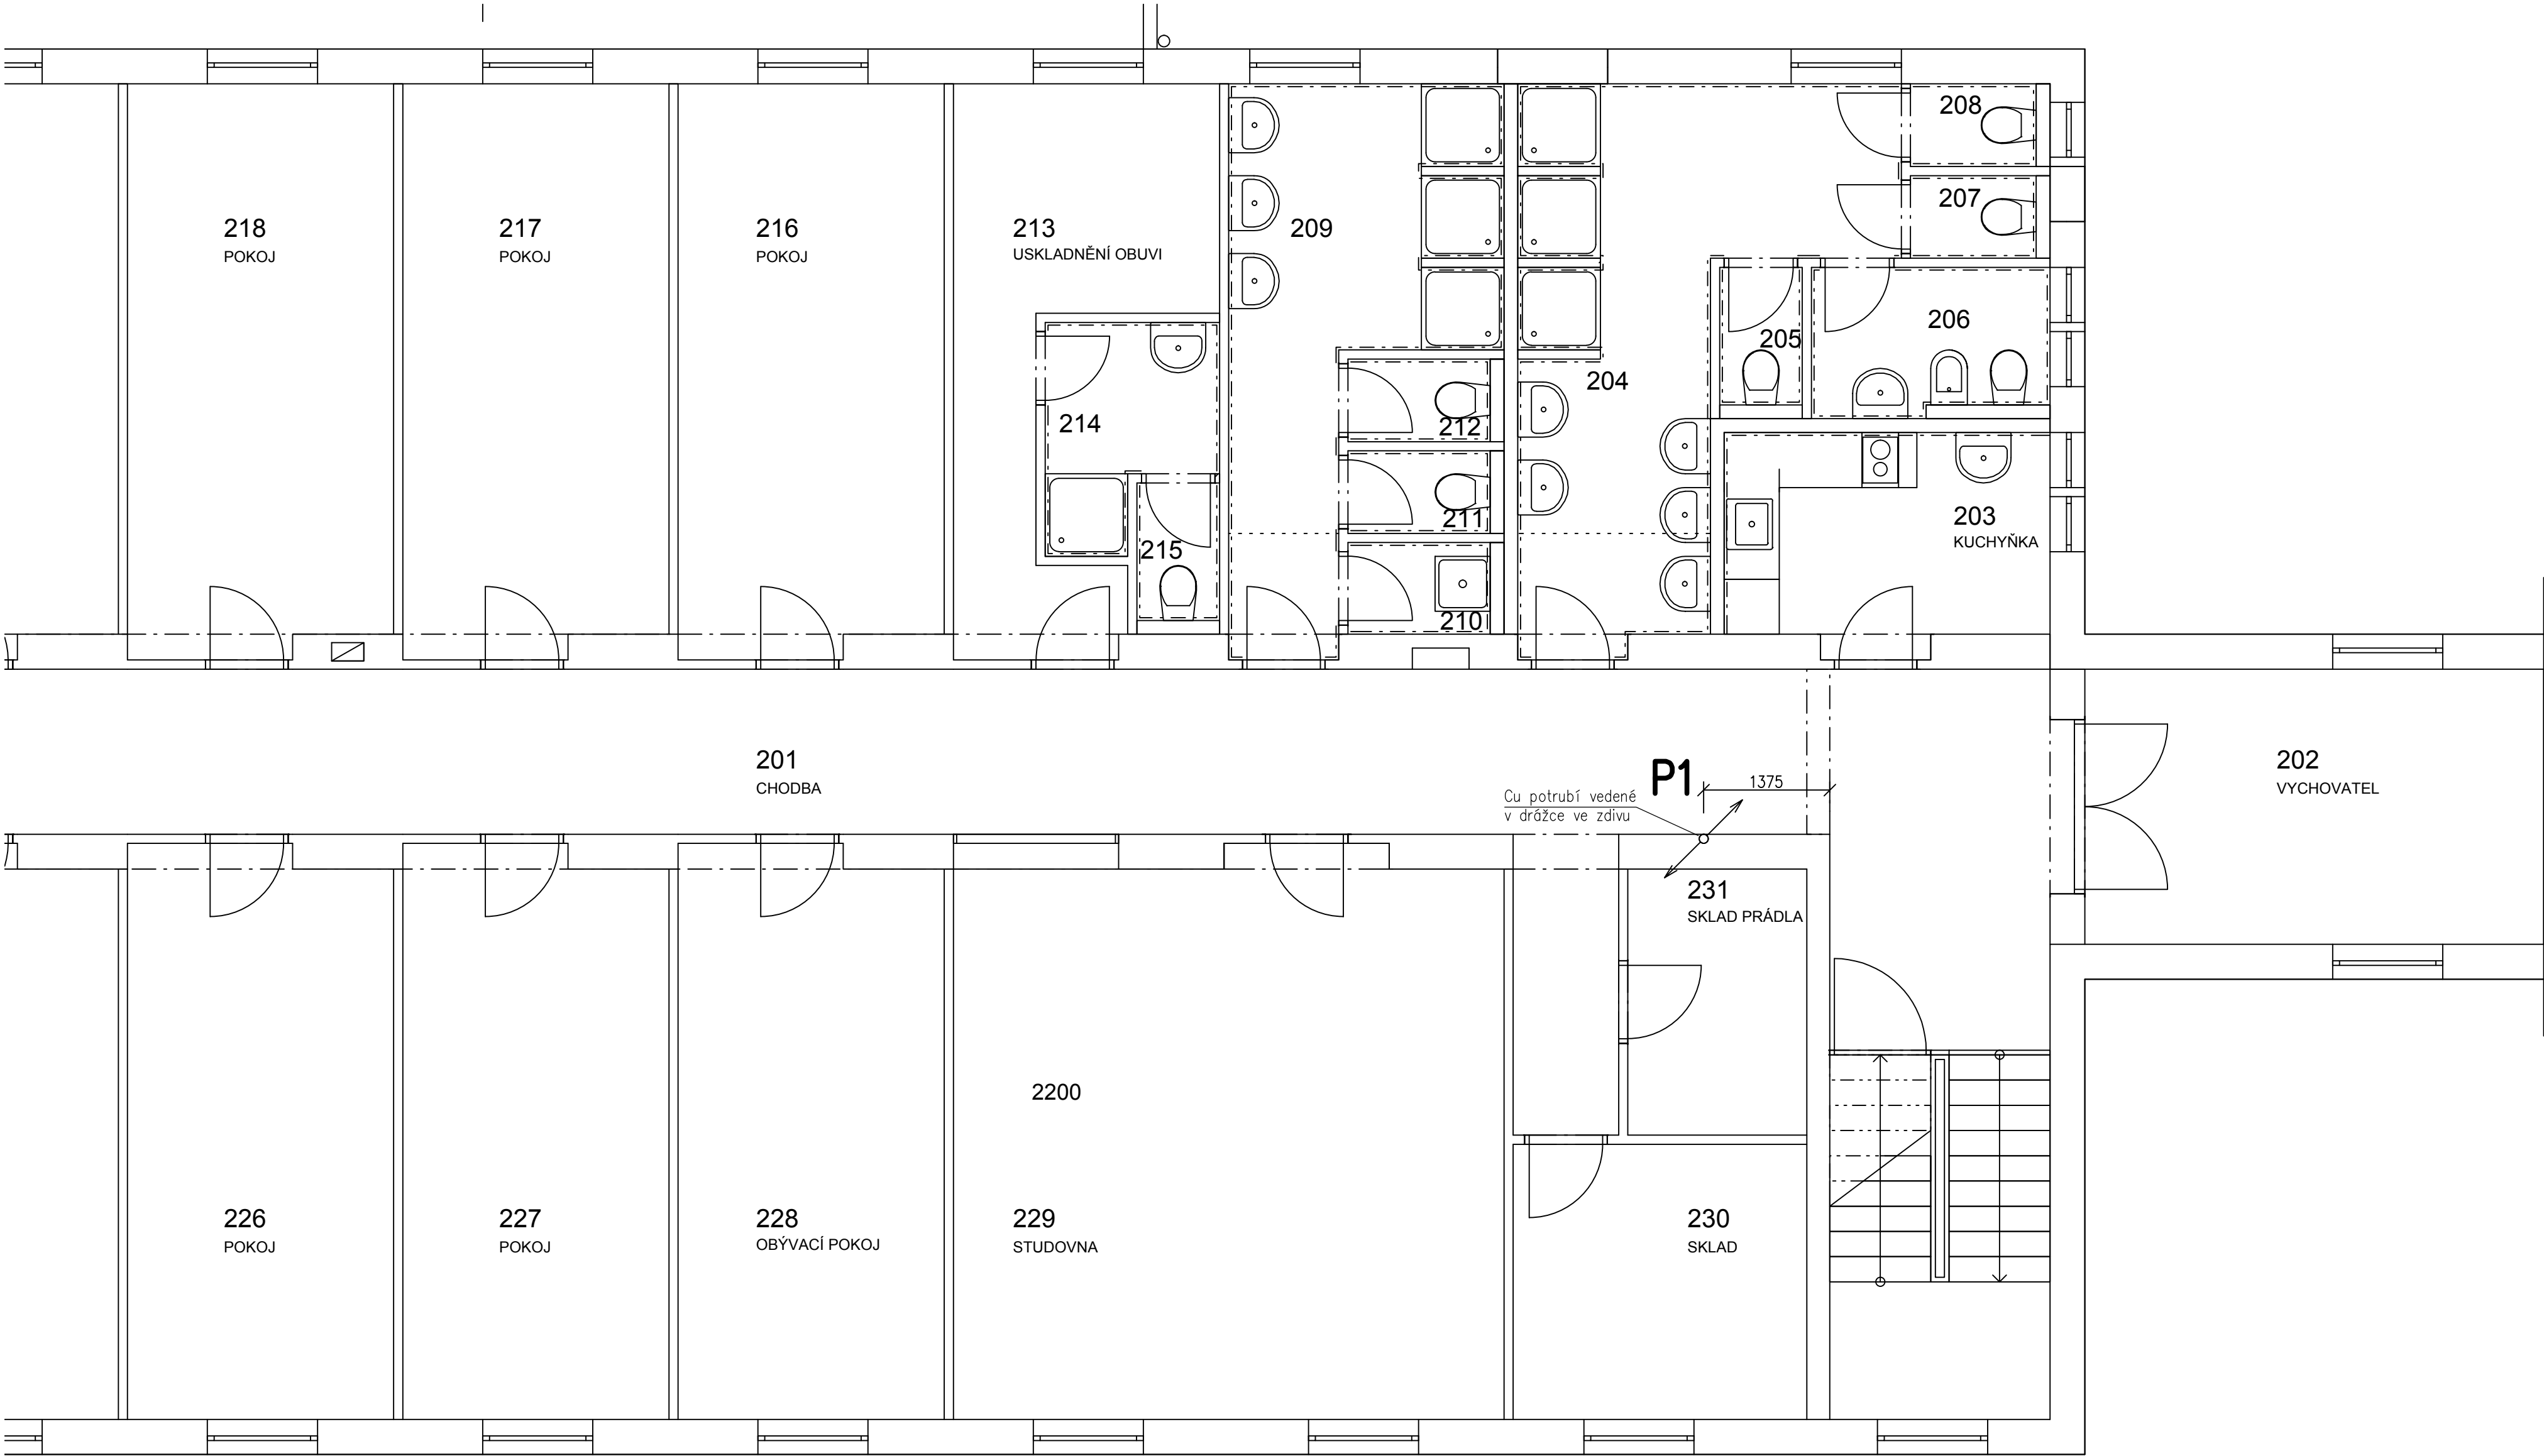 208
207
218
POKOJ
217
POKOJ
216
POKOJ
213
USKLADNĚNÍ OBUVI
209
206
205
204
214
212
211
215
210
203
KUCHYŇKA
201
CHODBA
P1
1375
Cu potrubí vedené
v drážce ve zdivu
202
VYCHOVATEL
231
SKLAD PRÁDLA
2200
226
POKOJ
227
POKOJ
228
OBÝVACÍ POKOJ
229
STUDOVNA
230
SKLAD